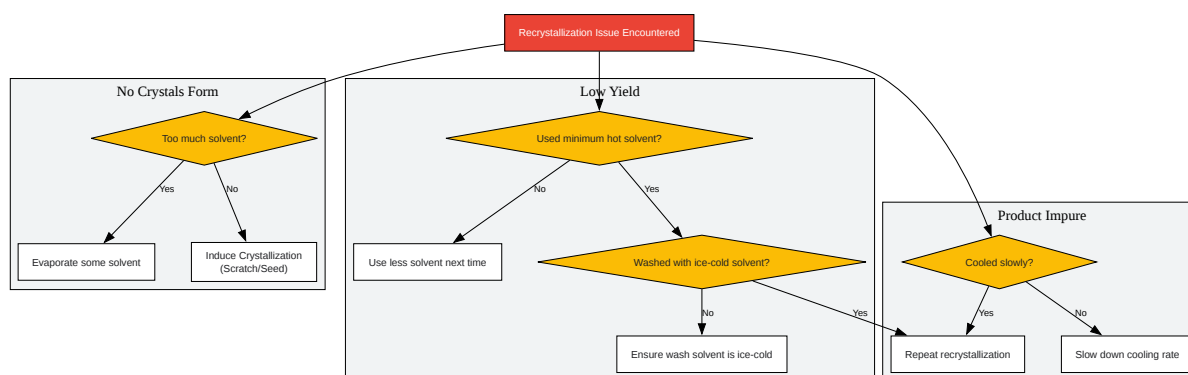 Recrystallization Issue Encountered
No Crystals Form
Low Yield
Too much solvent?
Used minimum hot solvent?
Yes
No
No
Yes
Product Impure
Evaporate some solvent
Induce Crystallization
(Scratch/Seed)
Use less solvent next time
Washed with ice-cold solvent?
Cooled slowly?
No
Yes
Yes
No
Ensure wash solvent is ice-cold
Repeat recrystallization
Slow down cooling rate